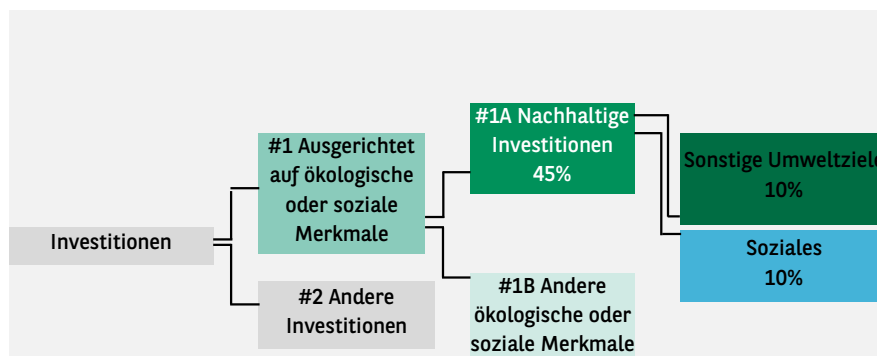 Investitionen
#1 Ausgerichtet
auf ökologische
oder soziale
Merkmale
#2 Andere
Investitionen
#1A Nachhaltige
Investitionen
45%
#1B Andere
ökologische oder
soziale Merkmale
Sonstige Umweltziele
10%
Soziales
10%